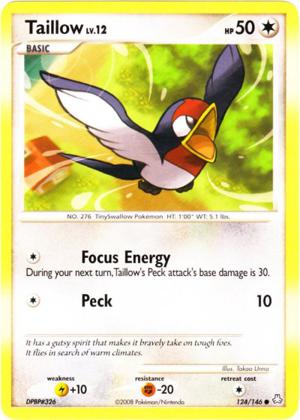 Taillow LV.12 HP 50
BASIC
NO. 276 TinySwallow Pokémon HT: 1'00" WT: 5.1 lbs.
Focus Energy
During your next turn, Taillow's Peck attack's base damage is 30.
Peck 10
It has a gutsy spirit that makes it bravely take on tough foes.
It flies in search of warm climates.
Illus. Takao Unno
weakness resistance retreat cost
+10 -20
DPBP#326 ©2008 Pokémon/Nintendo 124/146 ●